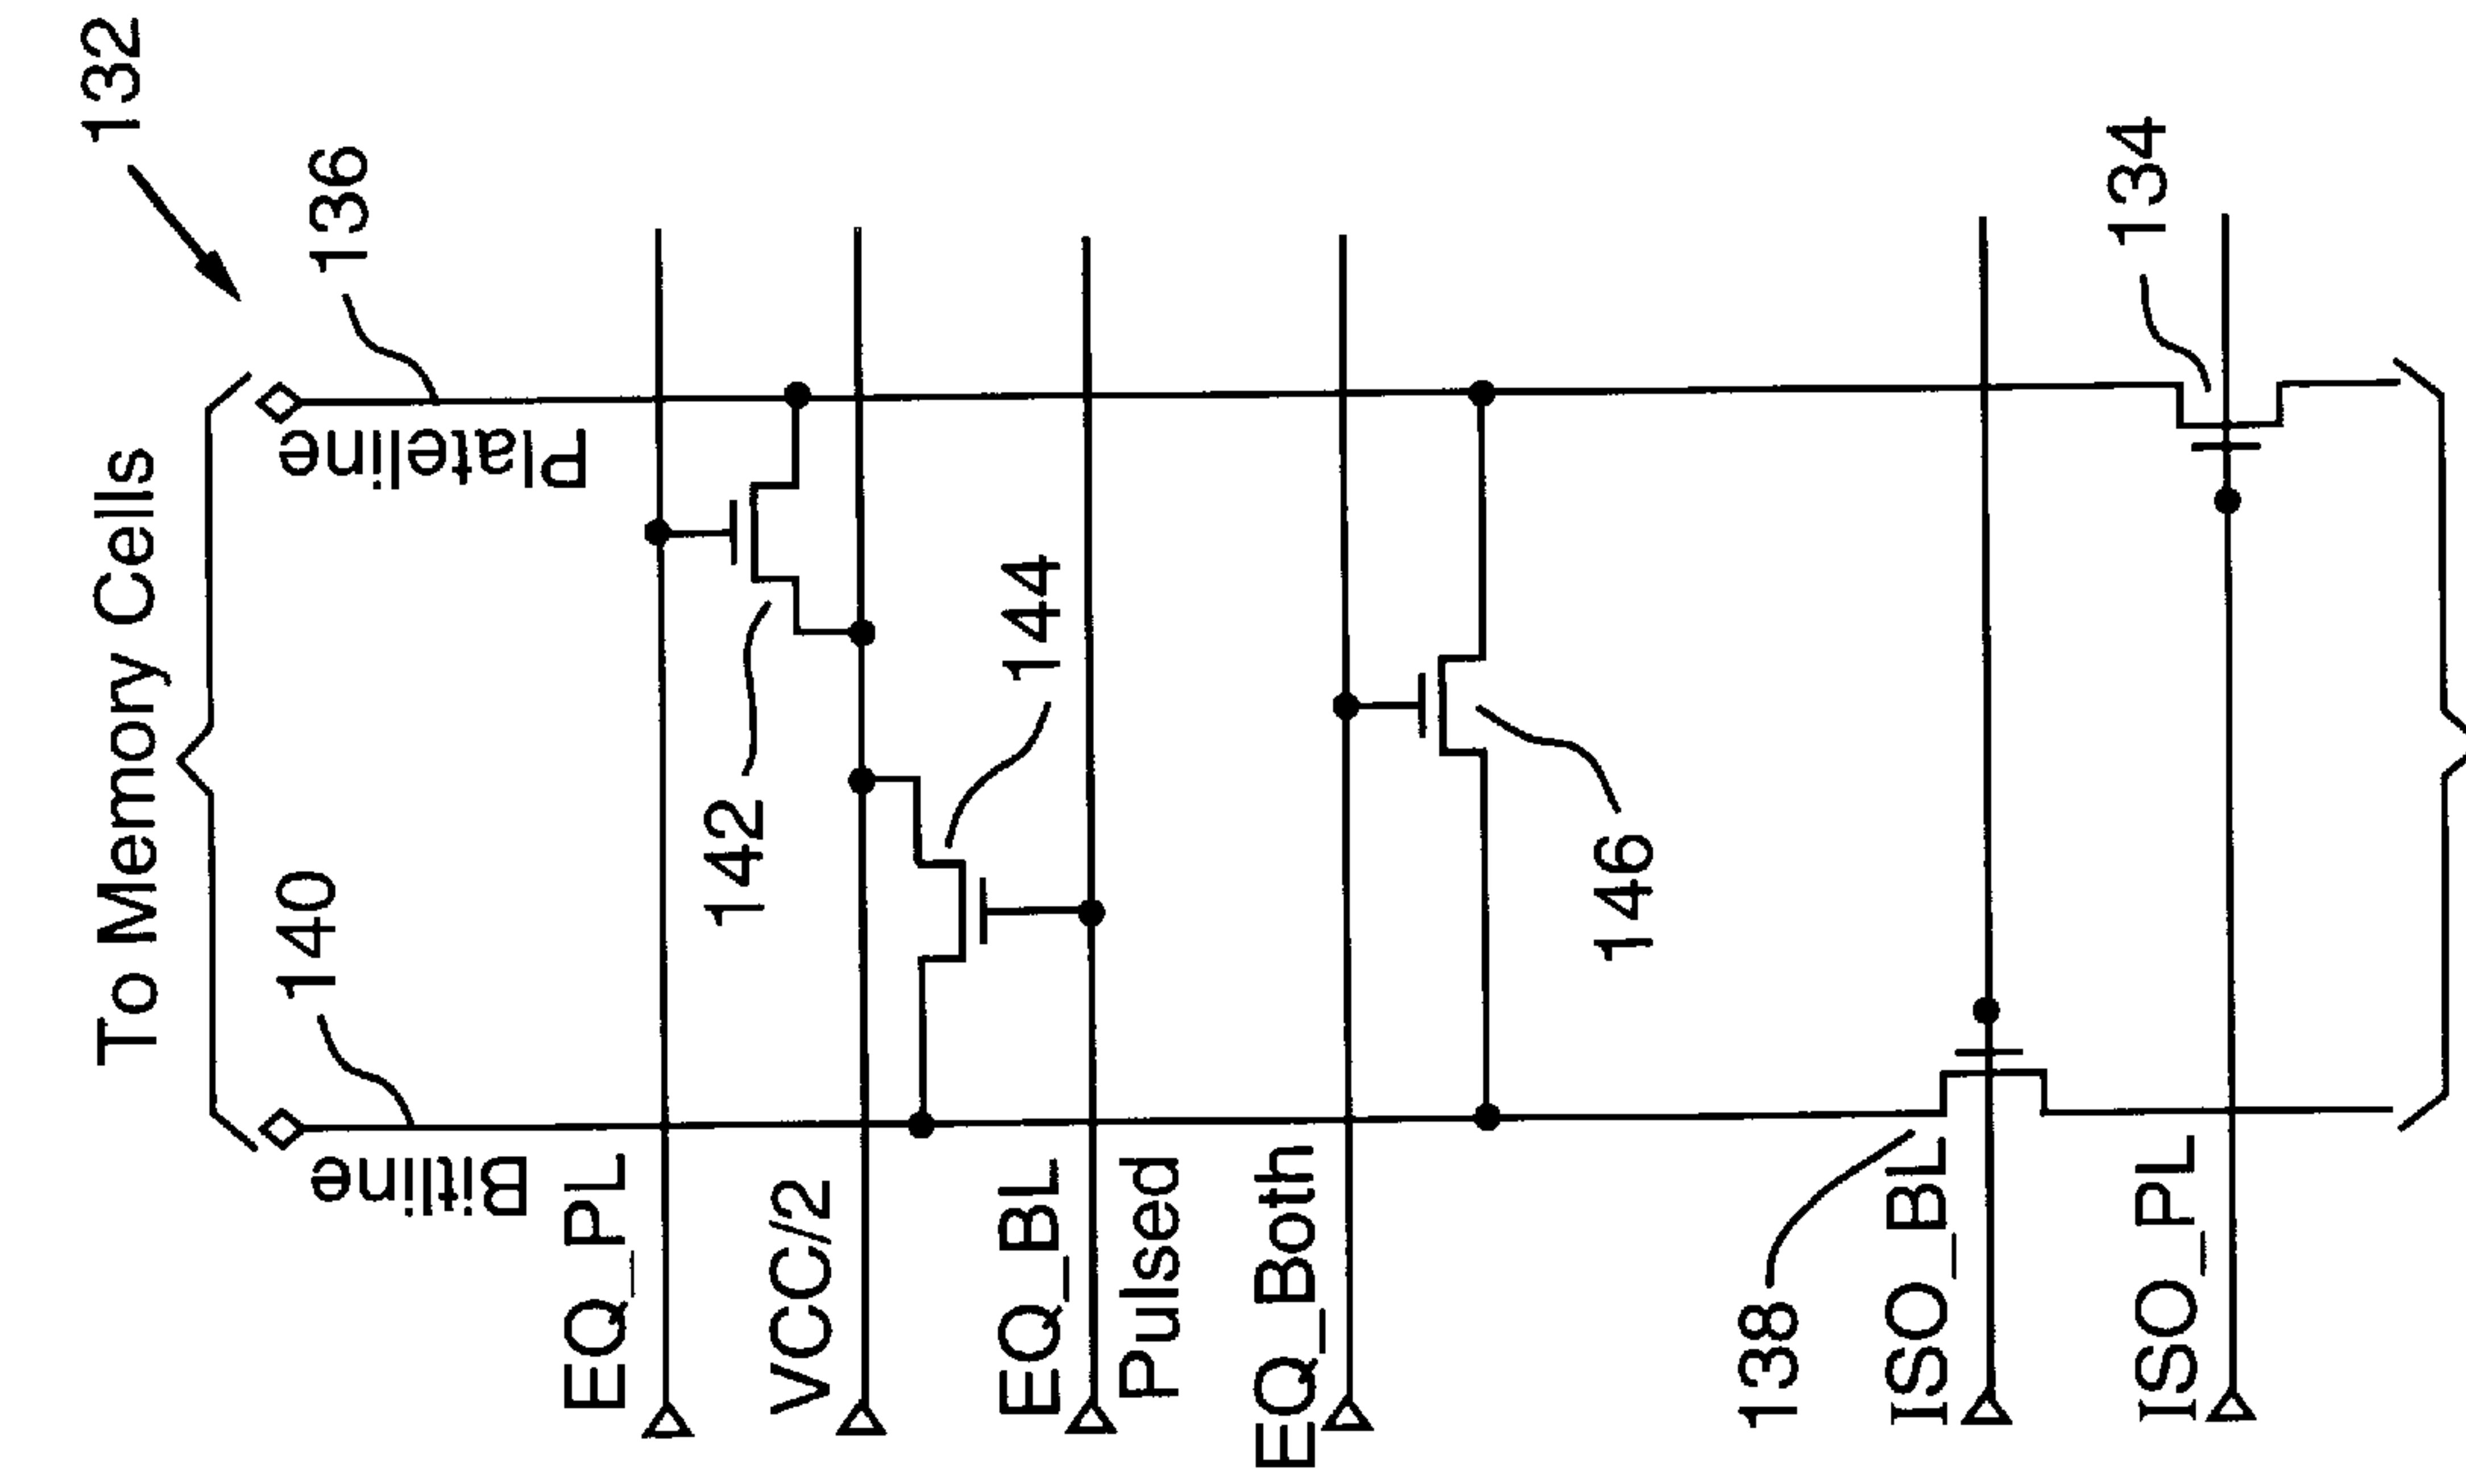 132
136
To Memory Cells
140
Plateline
Bitline
EQ_PL
142
VCC//2
144
EQ_BL
Pulsed
EQ_Both
146
138
ISO_BL
134
ISO_PL